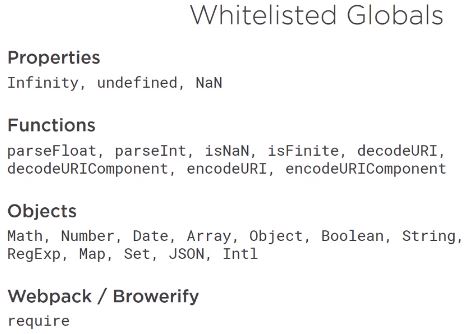 Whitelisted Globals
Properties
Infinity, undefined, NaN
Functions
parseFloat, parseInt, isNaN, isFinite, decodeURI,
decodeURIComponent, encodeURI, encodeURIComponent
Objects
Math, Number, Date, Array, Object, Boolean, String,
RegExp, Map, Set, JSON, Intl
Webpack / Browerify
require